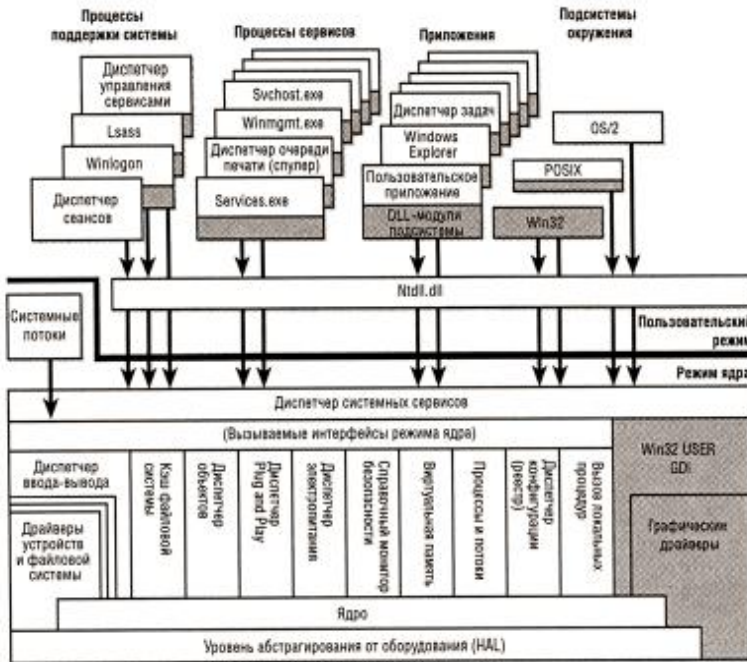 Процессы
поддержки системы
Процессы сервисов
Приложения
Подсистемы
окружения
Диспетчер
управления
сервисами
Lsass
Winlogon
Диспетчер
сеансов
Svchost.exe
Winmgmt.exe
Диспетчер очереди
печати (спулер)
Services.exe
Диспетчер задач
Windows
Explorer
Пользовательское
приложение
DLL-модули
подсистемы
OS/2
POSIX
Win32
Ntdll.dll
Системные
потоки
Пользовательский
режим
Режим ядра
Диспетчер системных сервисов
(Вызываемые интерфейсы режима ядра)
Диспетчер
ввода-вывода
Драйверы
устройств
и файловой
системы
Кэш файловой
системы
Диспетчер
объектов
Диспетчер
Plug and Play
Диспетчер
электропитания
Справочный монитор
безопасности
Виртуальная память
Процессы и потоки
Диспетчер
конфигурации
(реестр)
Вызов локальных
процедур
Win32 USER
GDI
Графические
драйверы
Ядро
Уровень абстрагирования от оборудования (HAL)